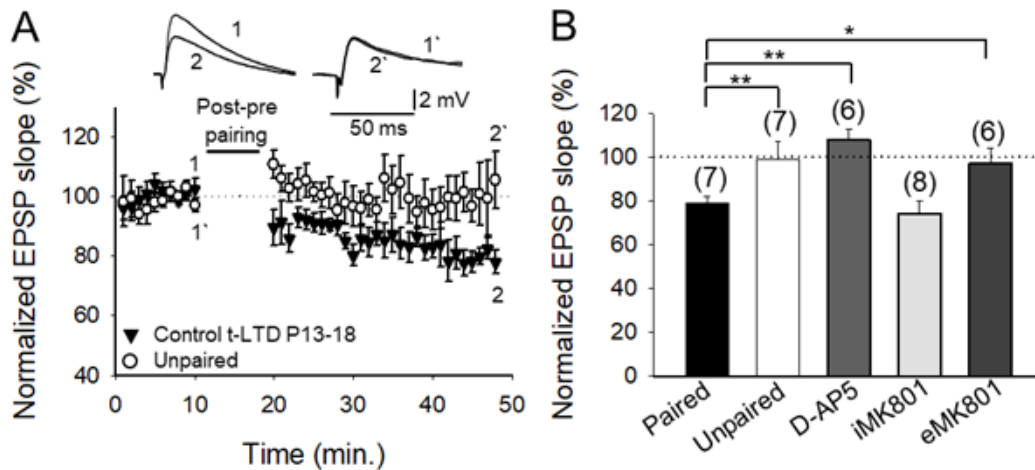 A
1
2
1`
2`
2 mV
50 ms
Post-pre
pairing
Normalized EPSP slope (%)
120
100
80
60
40
1
1`
2`
2
Control t-LTD P13-18
Unpaired
0
10
20
30
40
50
Time (min.)
B
*
**
**
Normalized EPSP slope (%)
120
100
80
60
40
20
0
(7)
(7)
(6)
(8)
(6)
Paired
Unpaired
D-AP5
iMK801
eMK801